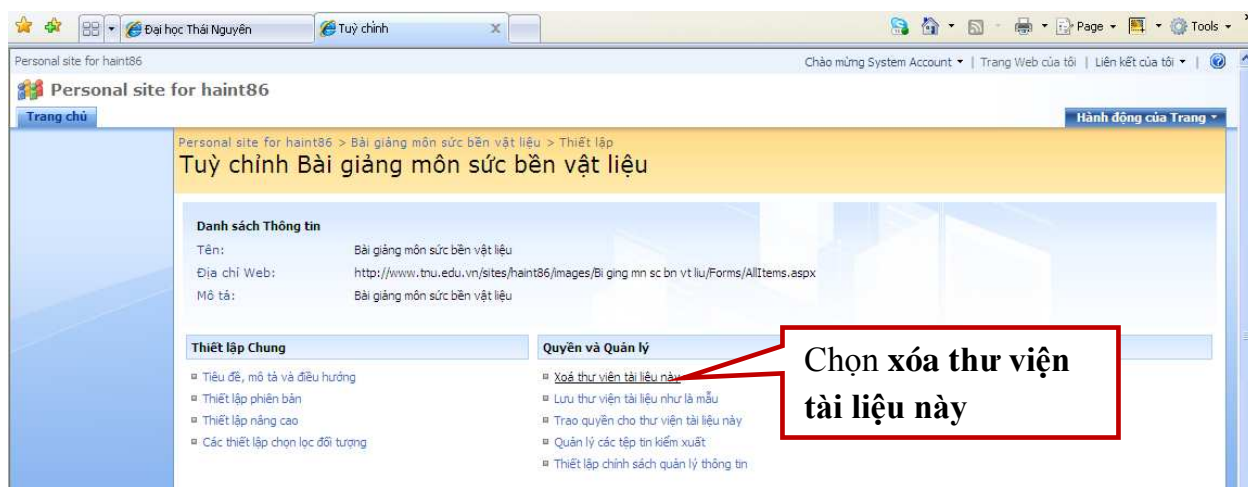 Đại học Thái Nguyên Tuỳ chỉnh x Page Tools
Personal site for haint86 Chào mừng System Account | Trang Web của tôi | Liên kết của tôi |
Personal site for haint86
Trang chủ Hành động của Trang
Personal site for haint86 > Bài giảng môn sức bền vật liệu > Thiết lập
Tuỳ chỉnh Bài giảng môn sức bền vật liệu
Danh sách Thông tin
Tên: Bài giảng môn sức bền vật liệu
Địa chỉ Web: http://www.tnu.edu.vn/sites/haint86/images/Bi ging mn sc bn vt liu/Forms/AllItems.aspx
Mô tả: Bài giảng môn sức bền vật liệu
Thiết lập Chung Quyền và Quản lý
Tiêu đề, mô tả và điều hướng Xoá thư viện tài liệu này
Thiết lập phiên bản Lưu thư viện tài liệu như là mẫu
Thiết lập nâng cao Trao quyền cho thư viện tài liệu này
Các thiết lập chọn lọc đối tượng Quản lý các tệp tin kiểm xuất
Thiết lập chính sách quản lý thông tin
Chọn xóa thư viện
tài liệu này